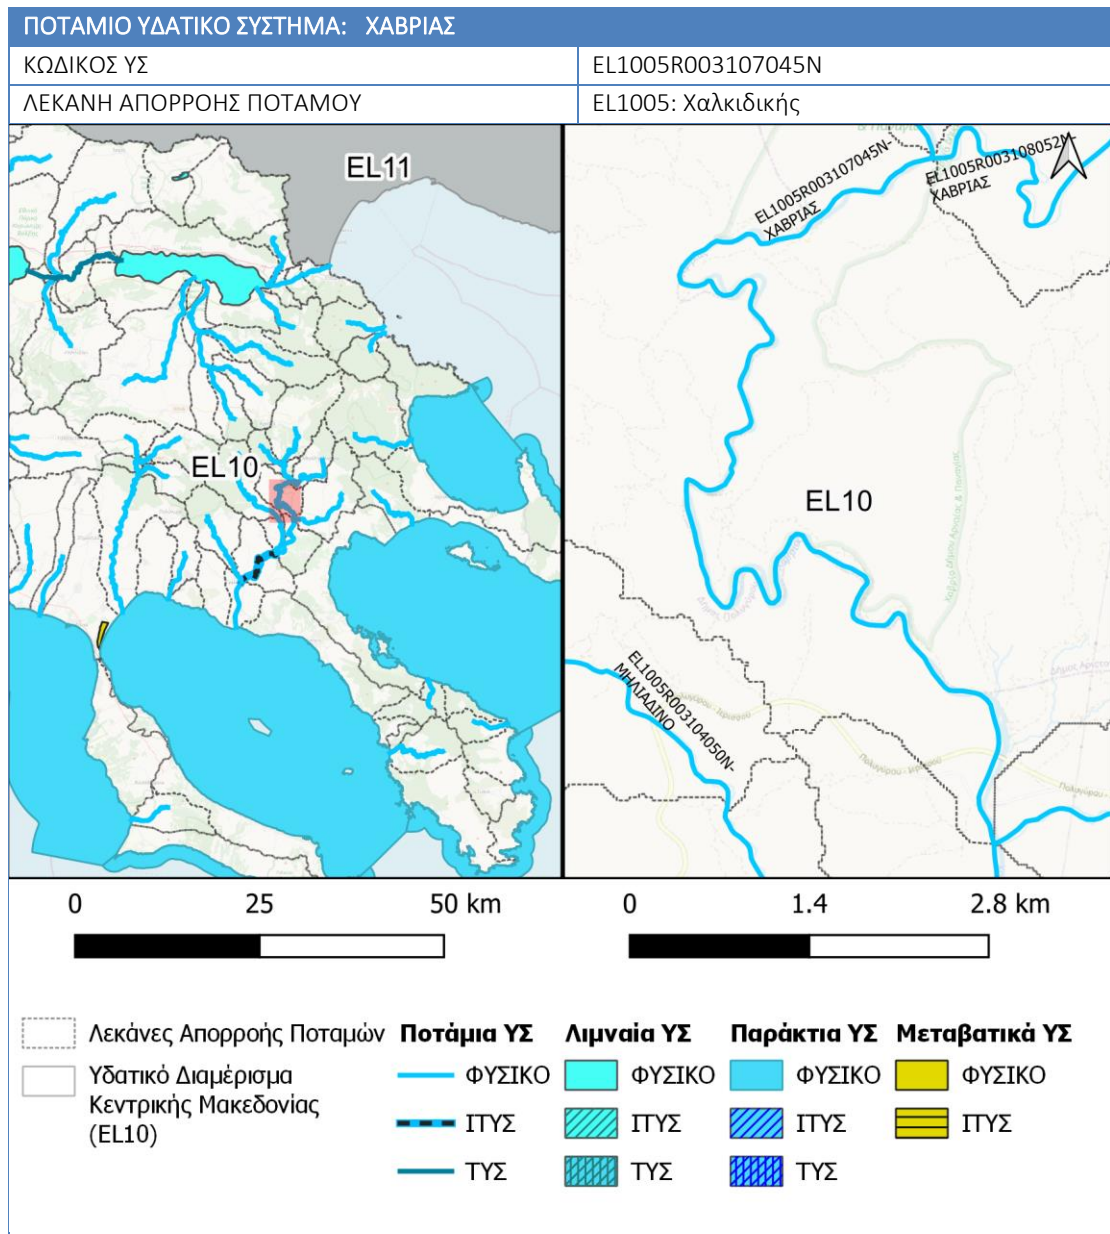 ΠΟΤΑΜΙΟ ΥΔΑΤΙΚΟ ΣΥΣΤΗΜΑ: ΧΑΒΡΙΑΣ
ΚΩΔΙΚΟΣ ΥΣ EL1005R003107045N
ΛΕΚΑΝΗ ΑΠΟΡΡΟΗΣ ΠΟΤΑΜΟΥ EL1005: Χαλκιδικής
EL11
EL10
EL1005R003107045N-
ΧΑΒΡΙΑΣ
EL1005R003108052N-
ΧΑΒΡΙΑΣ
EL10
EL1005R003104050N-
ΜΗΛΙΑΔΙΝΟ
Πολυγύρου - Ιερισσού
0 25 50 km
0 1.4 2.8 km
Λεκάνες Απορροής Ποταμών
Υδατικό Διαμέρισμα
Κεντρικής Μακεδονίας
(EL10)
Ποτάμια ΥΣ
ΦΥΣΙΚΟ
ΙΤΥΣ
ΤΥΣ
Λιμναία ΥΣ
ΦΥΣΙΚΟ
ΙΤΥΣ
ΤΥΣ
Παράκτια ΥΣ
ΦΥΣΙΚΟ
ΙΤΥΣ
ΤΥΣ
Μεταβατικά ΥΣ
ΦΥΣΙΚΟ
ΙΤΥΣ